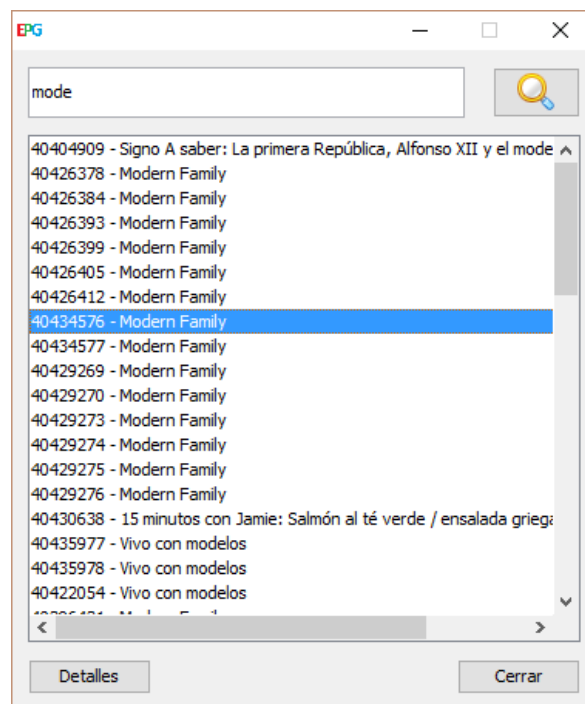 EPG
mode
40404909 - Signo A saber: La primera República, Alfonso XII y el mode
40426378 - Modern Family
40426384 - Modern Family
40426393 - Modern Family
40426399 - Modern Family
40426405 - Modern Family
40426412 - Modern Family
40434576 - Modern Family
40434577 - Modern Family
40429269 - Modern Family
40429270 - Modern Family
40429273 - Modern Family
40429274 - Modern Family
40429275 - Modern Family
40429276 - Modern Family
40430638 - 15 minutos con Jamie: Salmón al té verde / ensalada griega
40435977 - Vivo con modelos
40435978 - Vivo con modelos
40422054 - Vivo con modelos
Detalles Cerrar